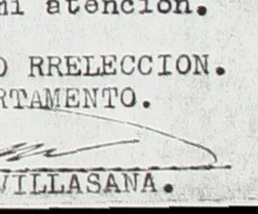 mi atención.
O RRELECCION.
RTAMENTO.
VILLASANA.